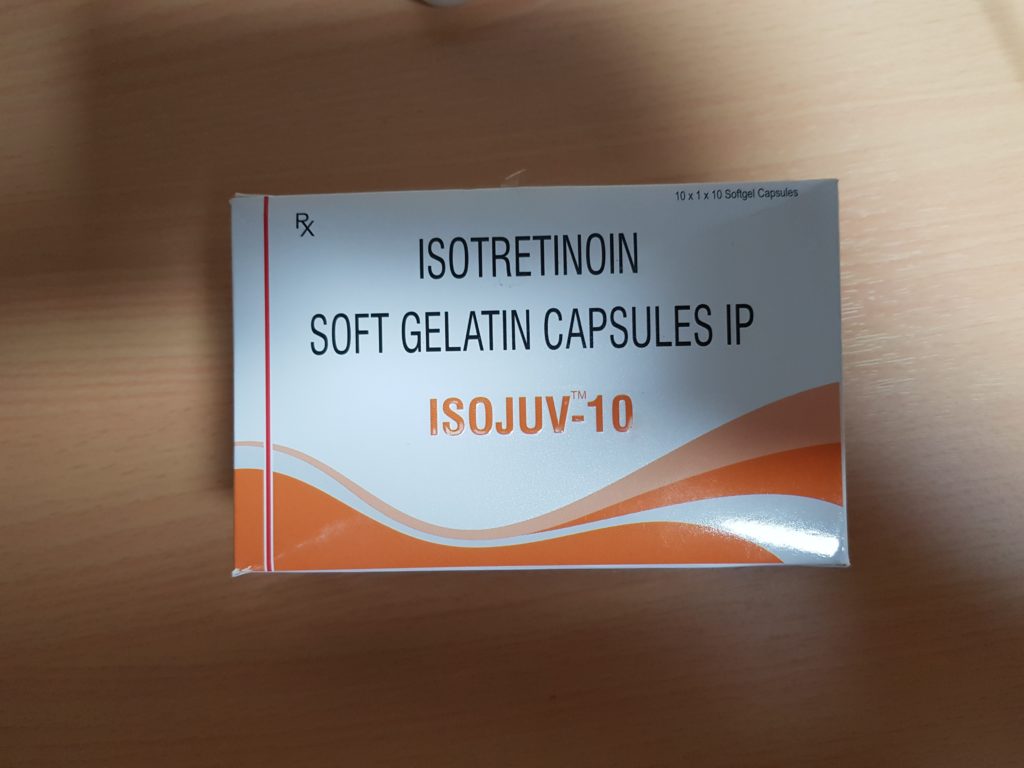 10 x 1 x 10 Softgel Capsules
Rx
ISOTRETINOIN
SOFT GELATIN CAPSULES IP
ISOJUV™-10